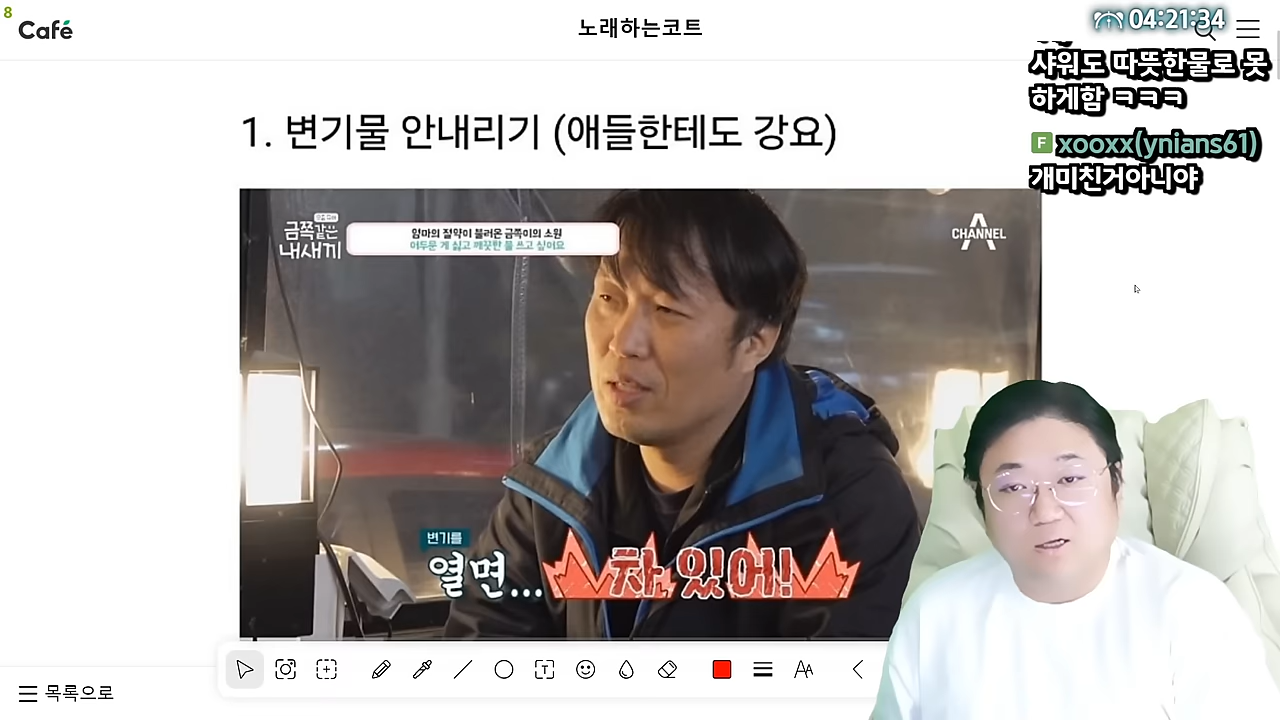 8
Café
노래하는코트
04:21:34
샤워도 따뜻한물로 못
하게함 ㅋㅋㅋ
F xooxx(ynians61)
개미친거아니야
1. 변기물 안내리기 (애들한테도 강요)
금쪽같은
내새끼
엄마의 절약이 불러온 금쪽이의 소원
어두운 게 싫고 깨끗한 물 쓰고 싶어요
CHANNEL A
변기를
열면... 차 있어!
목록으로